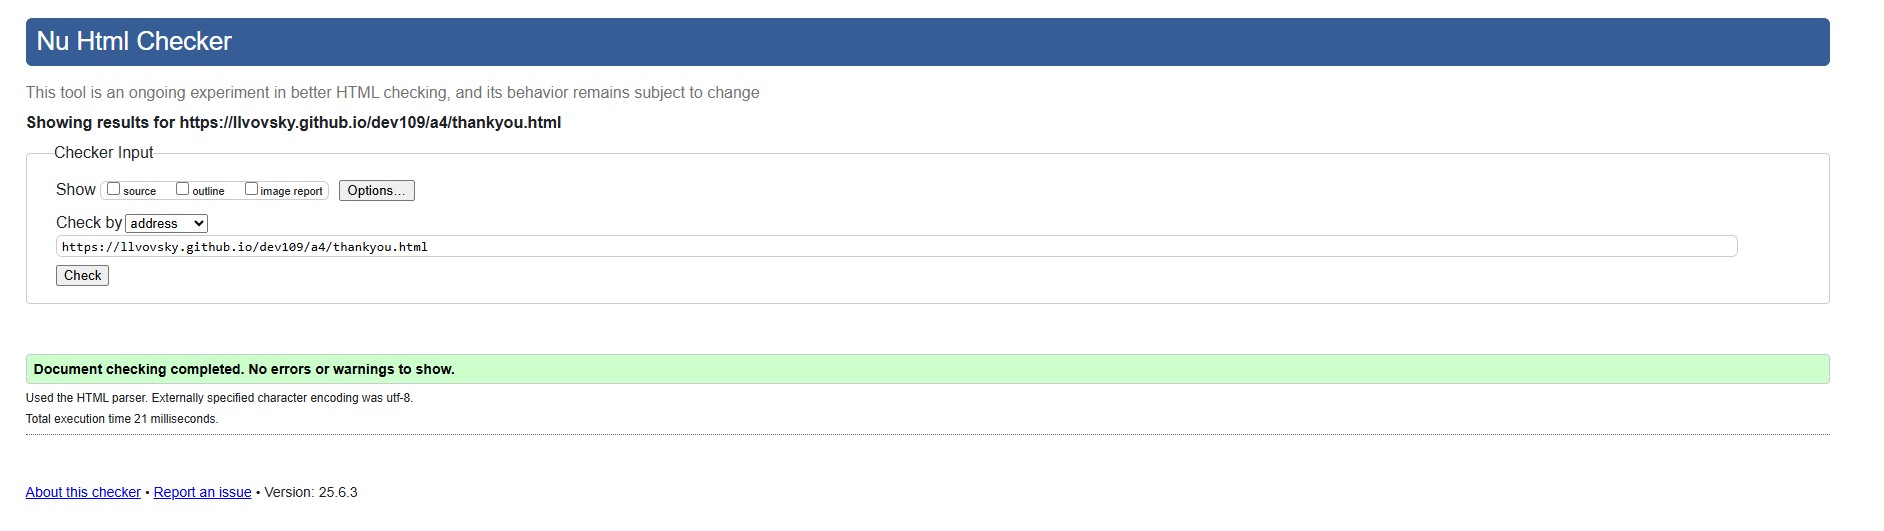 Nu Html Checker
This tool is an ongoing experiment in better HTML checking, and its behavior remains subject to change
Showing results for https://llvovsky.github.io/dev109/a4/thankyou.html
Checker Input
Show source outline image report Options...
Check by address
https://llvovsky.github.io/dev109/a4/thankyou.html
Check
Document checking completed. No errors or warnings to show.
Used the HTML parser. Externally specified character encoding was utf-8.
Total execution time 21 milliseconds.
About this checker • Report an issue • Version: 25.6.3